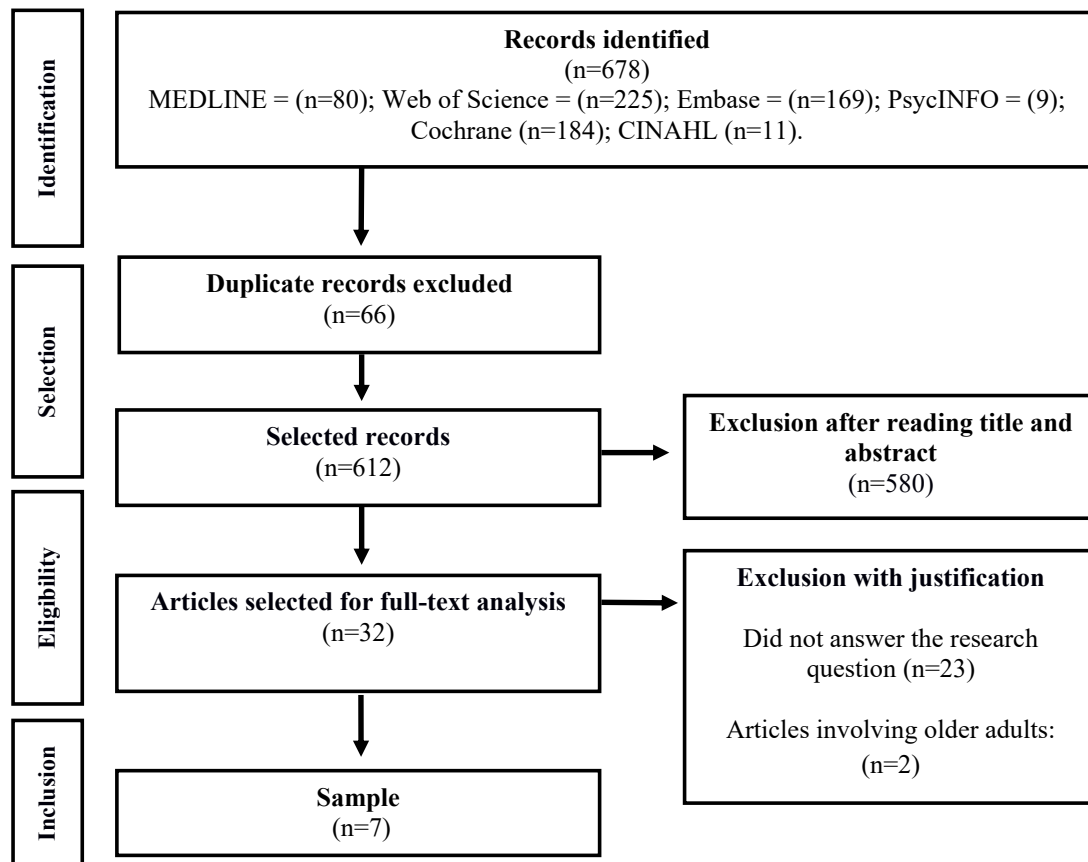 Identification
Records identified
(n=678)
MEDLINE = (n=80); Web of Science = (n=225); Embase = (n=169); PsycINFO = (9);
Cochrane (n=184); CINAHL (n=11).
Selection
Duplicate records excluded
(n=66)
Selected records
(n=612)
Exclusion after reading title and
abstract
(n=580)
Eligibility
Articles selected for full-text analysis
(n=32)
Exclusion with justification
Did not answer the research
question (n=23)
Articles involving older adults:
(n=2)
Inclusion
Sample
(n=7)